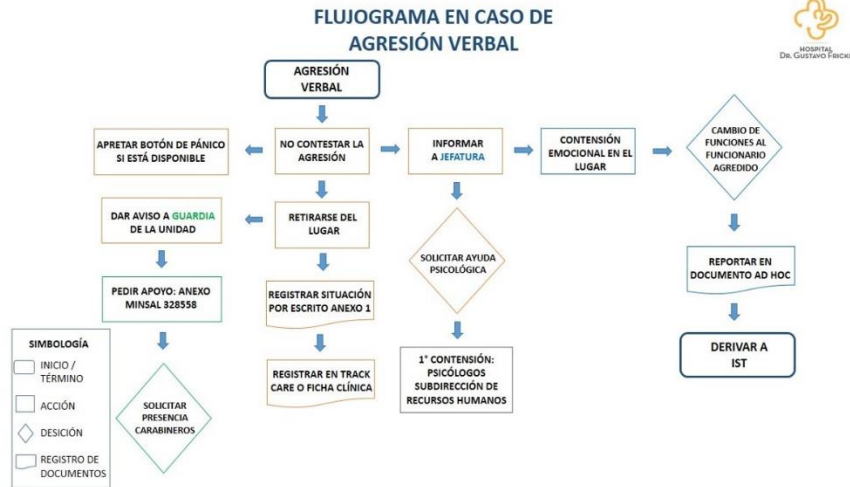 FLUJOGRAMA EN CASO DE
AGRESIÓN VERBAL
HOSPITAL
DR. GUSTAVO FRICKE
AGRESIÓN
VERBAL
APRETAR BOTÓN DE PÁNICO
SI ESTÁ DISPONIBLE
NO CONTESTAR LA
AGRESIÓN
INFORMAR
A JEFATURA
CONTENSIÓN
EMOCIONAL EN EL
LUGAR
CAMBIO DE
FUNCIONES AL
FUNCIONARIO
AGREDIDO
DAR AVISO A GUARDIA
DE LA UNIDAD
RETIRARSE DEL
LUGAR
SOLICITAR AYUDA
PSICOLÓGICA
REPORTAR EN
DOCUMENTO AD HOC
PEDIR APOYO: ANEXO
MINSAL 328558
REGISTRAR SITUACIÓN
POR ESCRITO ANEXO 1
DERIVAR A
IST
SOLICITAR
PRESENCIA
CARABINEROS
REGISTRAR EN TRACK
CARE O FICHA CLÍNICA
1° CONTENSIÓN:
PSICÓLOGOS
SUBDIRECCIÓN DE
RECURSOS HUMANOS
SIMBOLOGÍA
INICIO /
TÉRMINO
ACCIÓN
DESICIÓN
REGISTRO DE
DOCUMENTOS